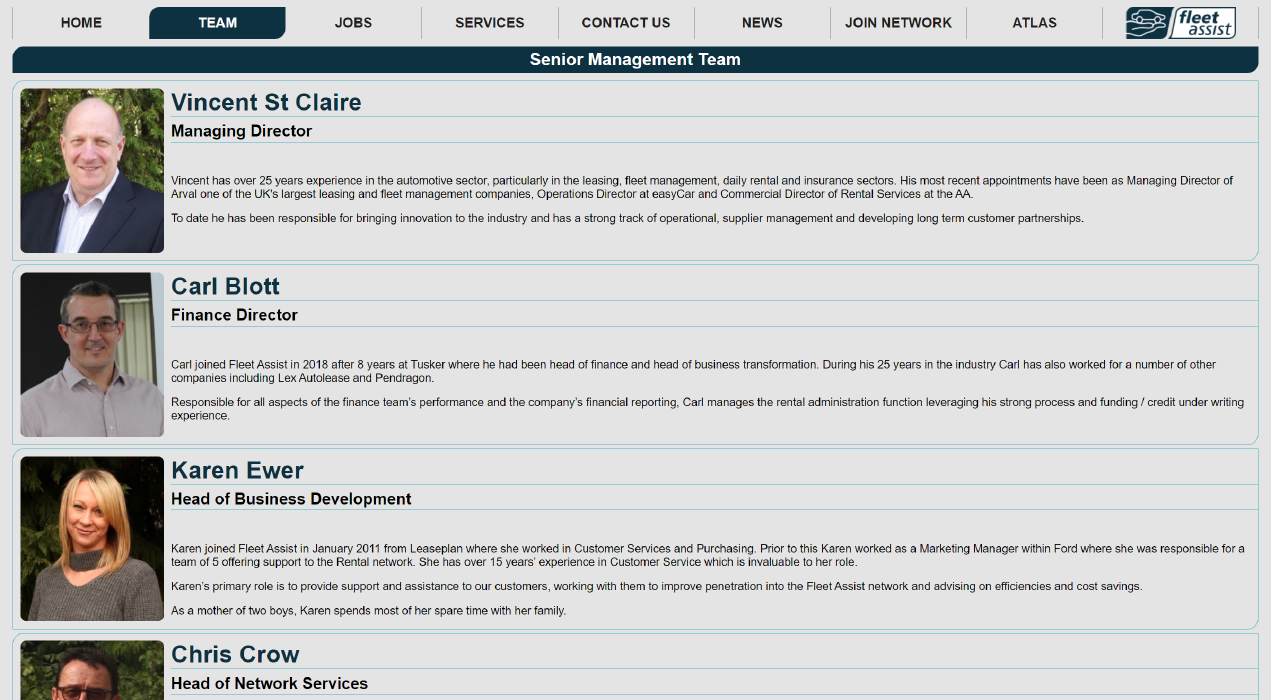 HOME TEAM JOBS SERVICES CONTACT US NEWS JOIN NETWORK ATLAS fleet assist
Senior Management Team
Vincent St Claire
Managing Director
Vincent has over 25 years experience in the automotive sector, particularly in the leasing, fleet management, daily rental and insurance sectors. His most recent appointments have been as Managing Director of
Arval one of the UK's largest leasing and fleet management companies, Operations Director at easyCar and Commercial Director of Rental Services at the AA.
To date he has been responsible for bringing innovation to the industry and has a strong track of operational, supplier management and developing long term customer partnerships.
Carl Blott
Finance Director
Carl joined Fleet Assist in 2018 after 8 years at Tusker where he had been head of finance and head of business transformation. During his 25 years in the industry Carl has also worked for a number of other
companies including Lex Autolease and Pendragon.
Responsible for all aspects of the finance team's performance and the company's financial reporting, Carl manages the rental administration function leveraging his strong process and funding / credit under writing
experience.
Karen Ewer
Head of Business Development
Karen joined Fleet Assist in January 2011 from Leaseplan where she worked in Customer Services and Purchasing. Prior to this Karen worked as a Marketing Manager within Ford where she was responsible for a
team of 5 offering support to the Rental network. She has over 15 years' experience in Customer Service which is invaluable to her role.
Karen's primary role is to provide support and assistance to our customers, working with them to improve penetration into the Fleet Assist network and advising on efficiencies and cost savings.
As a mother of two boys, Karen spends most of her spare time with her family.
Chris Crow
Head of Network Services